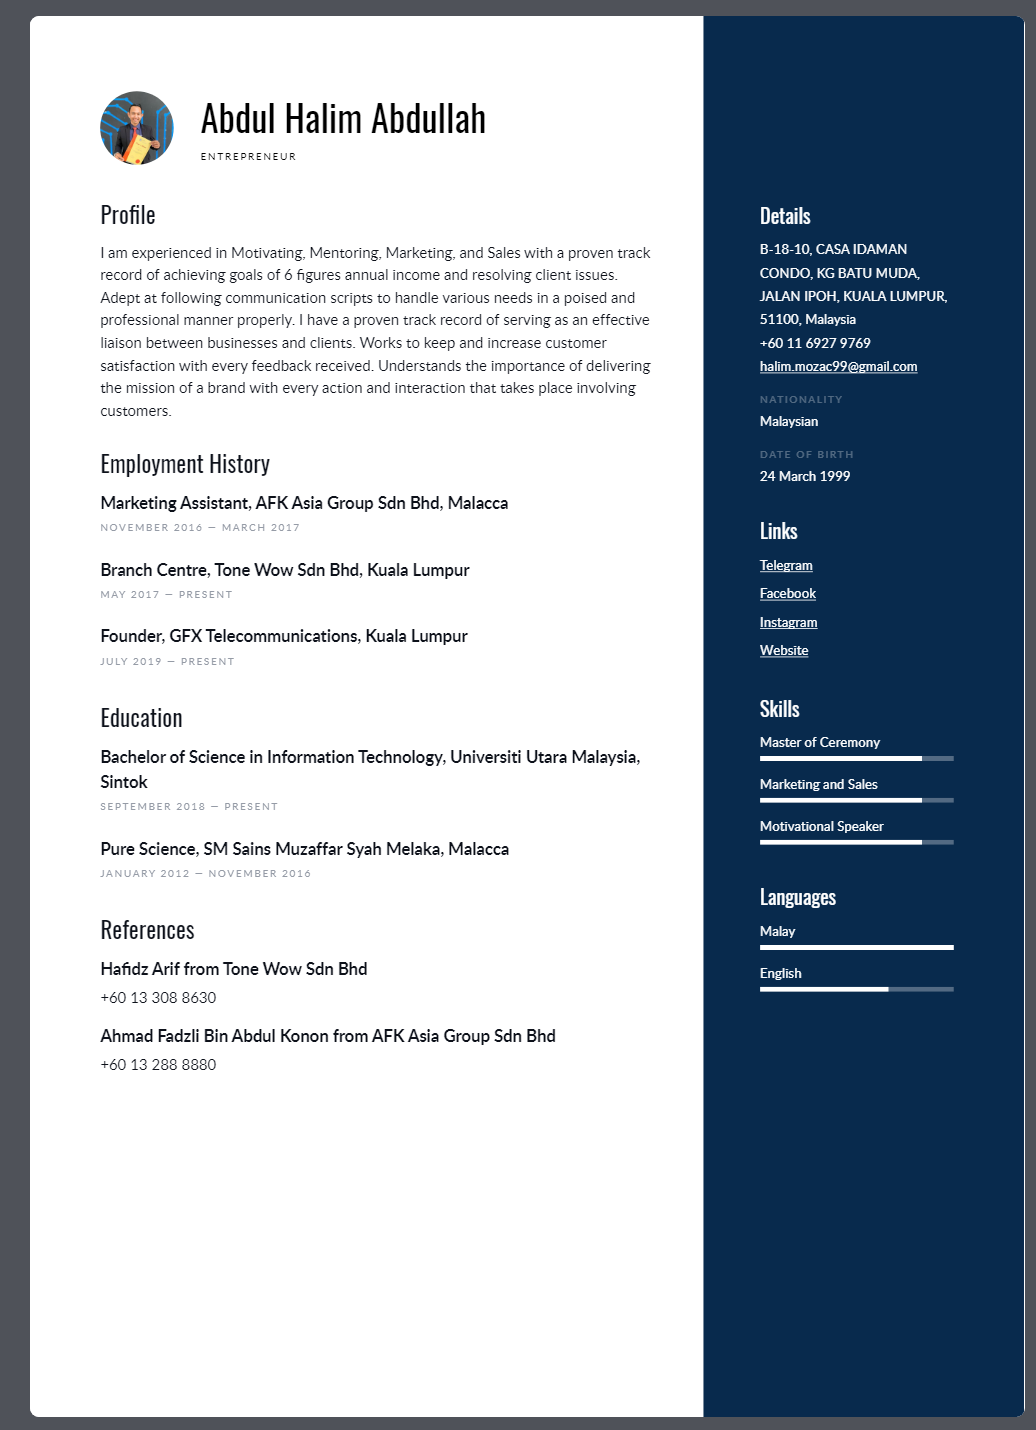 Abdul Halim Abdullah
ENTREPRENEUR
Profile
I am experienced in Motivating, Mentoring, Marketing, and Sales with a proven track
record of achieving goals of 6 figures annual income and resolving client issues.
Adept at following communication scripts to handle various needs in a poised and
professional manner properly. I have a proven track record of serving as an effective
liaison between businesses and clients. Works to keep and increase customer
satisfaction with every feedback received. Understands the importance of delivering
the mission of a brand with every action and interaction that takes place involving
customers.
Employment History
Marketing Assistant, AFK Asia Group Sdn Bhd, Malacca
NOVEMBER 2016 — MARCH 2017
Branch Centre, Tone Wow Sdn Bhd, Kuala Lumpur
MAY 2017 — PRESENT
Founder, GFX Telecommunications, Kuala Lumpur
JULY 2019 — PRESENT
Education
Bachelor of Science in Information Technology, Universiti Utara Malaysia,
Sintok
SEPTEMBER 2018 — PRESENT
Pure Science, SM Sains Muzaffar Syah Melaka, Malacca
JANUARY 2012 — NOVEMBER 2016
References
Hafidz Arif from Tone Wow Sdn Bhd
+60 13 308 8630
Ahmad Fadzli Bin Abdul Konon from AFK Asia Group Sdn Bhd
+60 13 288 8880
Details
B-18-10, CASA IDAMAN
CONDO, KG BATU MUDA,
JALAN IPOH, KUALA LUMPUR,
51100, Malaysia
+60 11 6927 9769
halim.mozac99@gmail.com
NATIONALITY
Malaysian
DATE OF BIRTH
24 March 1999
Links
Telegram
Facebook
Instagram
Website
Skills
Master of Ceremony
Marketing and Sales
Motivational Speaker
Languages
Malay
English